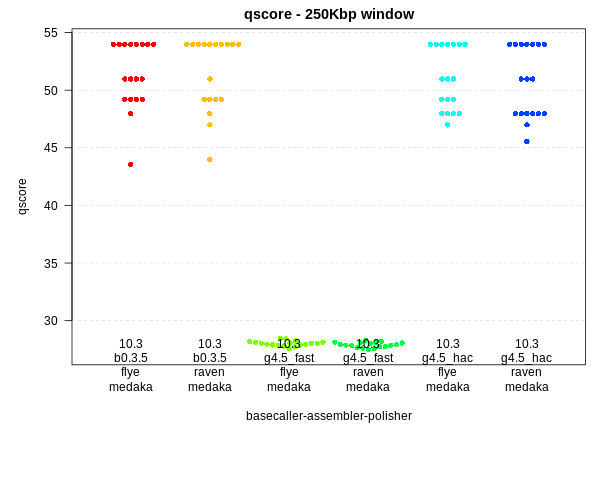 qscore - 250Kbp window
55
50
45
40
35
30
qscore
10.3 10.3 10.3 10.3 10.3 10.3
b0.3.5 b0.3.5 g4.5_fast g4.5_fast g4.5_hac g4.5_hac
flye raven flye raven flye raven
medaka medaka medaka medaka medaka medaka
basecaller-assembler-polisher